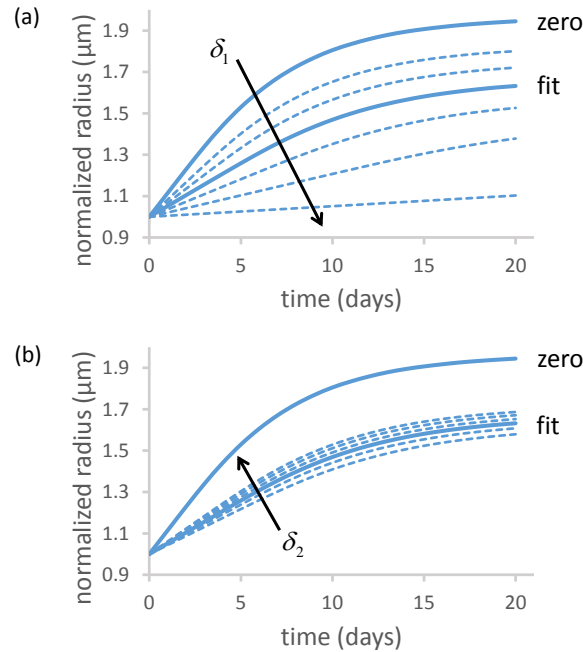 (a)
normalized radius (µm)
1.9
1.7
1.5
1.3
1.1
0.9
δ1
zero
fit
0 5 10 15 20
time (days)
(b)
normalized radius (µm)
1.9
1.7
1.5
1.3
1.1
0.9
zero
fit
δ2
0 5 10 15 20
time (days)